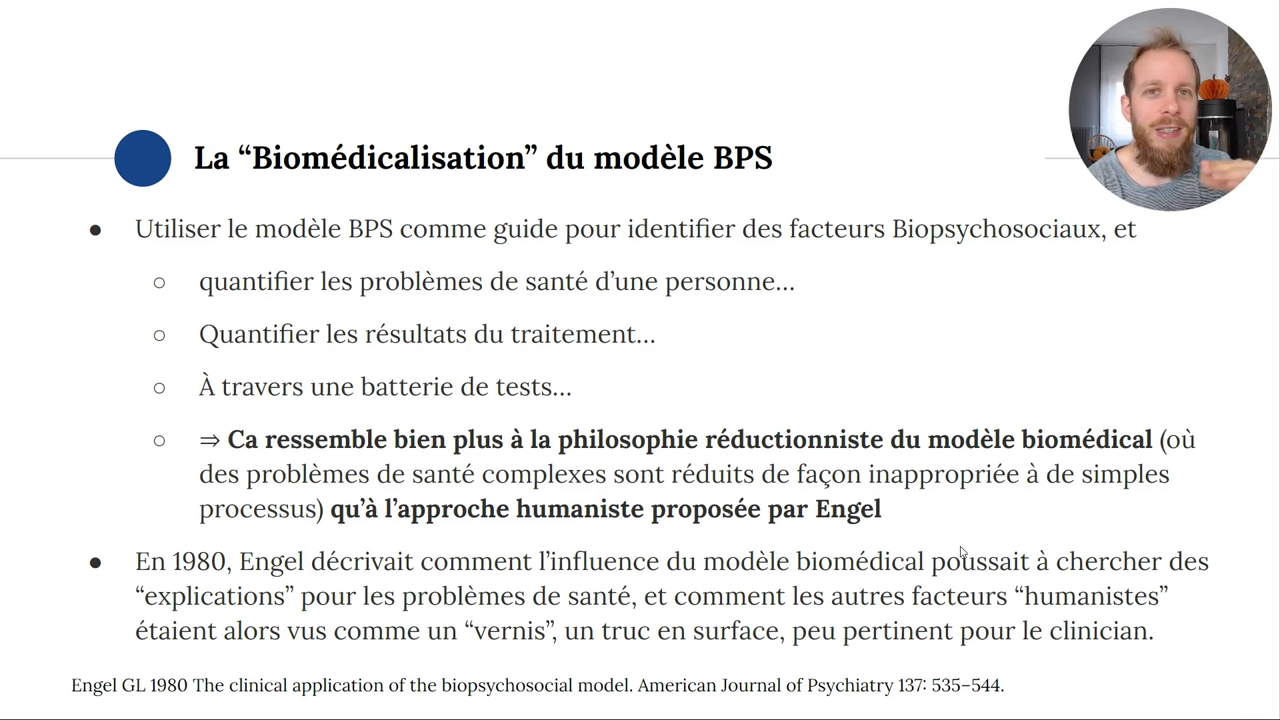 La “Biomédicalisation” du modèle BPS
● Utiliser le modèle BPS comme guide pour identifier des facteurs Biopsychosociaux, et
○ quantifier les problèmes de santé d’une personne…
○ Quantifier les résultats du traitement…
○ À travers une batterie de tests…
○ ⇒ Ca ressemble bien plus à la philosophie réductionniste du modèle biomédical (où
des problèmes de santé complexes sont réduits de façon inappropriée à de simples
processus) qu’à l’approche humaniste proposée par Engel
● En 1980, Engel décrivait comment l’influence du modèle biomédical poussait à chercher des
“explications” pour les problèmes de santé, et comment les autres facteurs “humanistes”
étaient alors vus comme un “vernis”, un truc en surface, peu pertinent pour le clinician.
Engel GL 1980 The clinical application of the biopsychosocial model. American Journal of Psychiatry 137: 535–544.